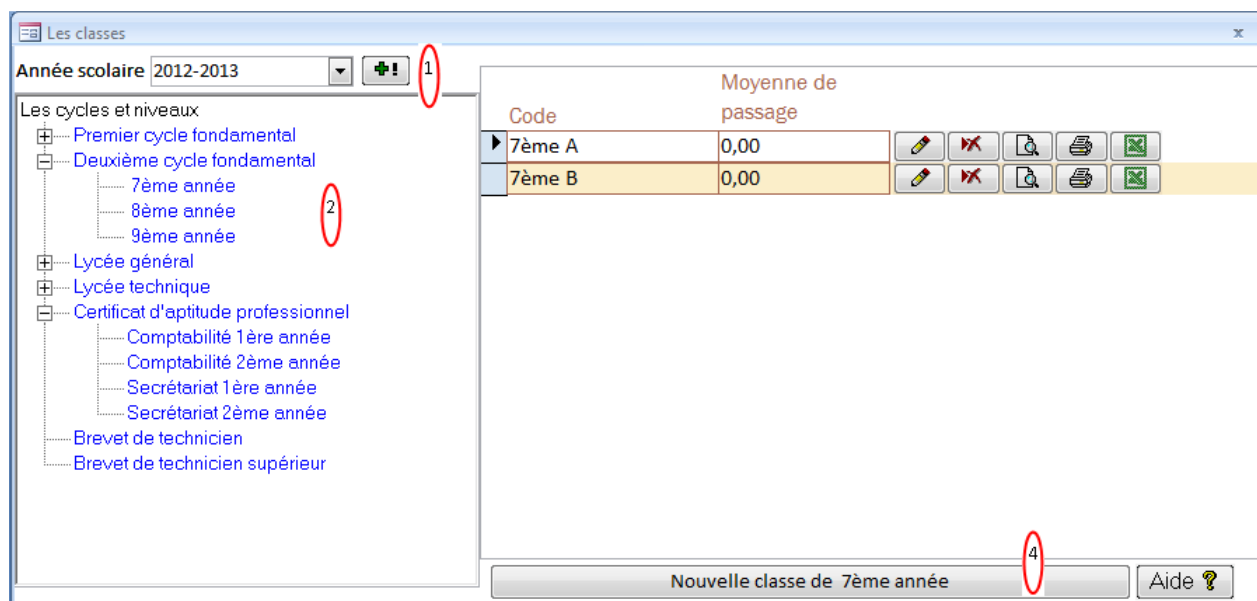 Les classes
x
Année scolaire 2012-2013
1
Les cycles et niveaux
Premier cycle fondamental
Deuxième cycle fondamental
7ème année
8ème année
9ème année
2
Lycée général
Lycée technique
Certificat d'aptitude professionnel
Comptabilité 1ère année
Comptabilité 2ème année
Secrétariat 1ère année
Secrétariat 2ème année
Brevet de technicien
Brevet de technicien supérieur
Moyenne de
Code passage
7ème A 0,00
7ème B 0,00
4
Nouvelle classe de 7ème année
Aide ?